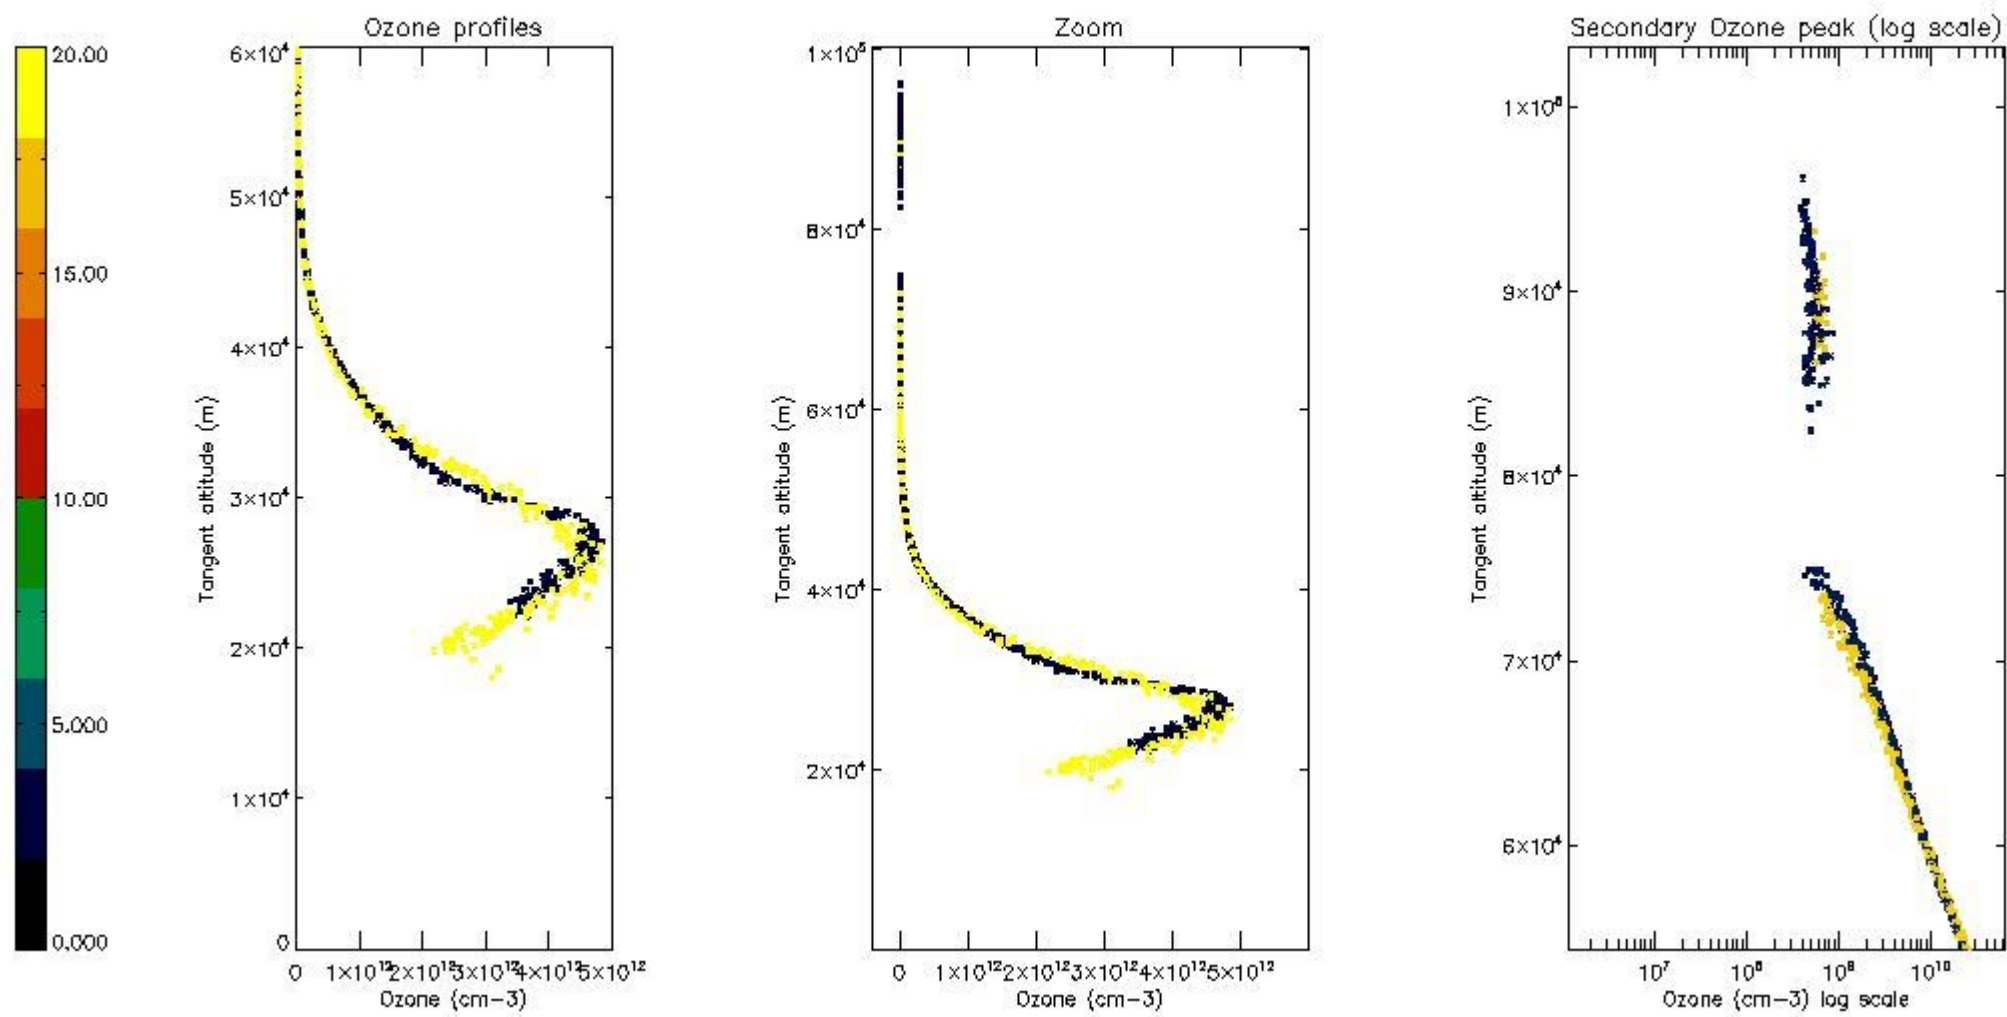 Ozone profiles
Zoom
Secondary Ozone peak (log scale)
20.00
15.00
10.00
5.000
0.000
6×10⁴
5×10⁴
4×10⁴
3×10⁴
2×10⁴
1×10⁴
0
Tangent altitude (m)
0 1×10¹² 2×10¹² 3×10¹² 4×10¹² 5×10¹²
Ozone (cm-3)
1×10⁵
8×10⁴
6×10⁴
4×10⁴
2×10⁴
Tangent altitude (m)
0 1×10¹² 2×10¹² 3×10¹² 4×10¹² 5×10¹²
Ozone (cm-3)
9×10⁴
8×10⁴
7×10⁴
6×10⁴
Tangent altitude (m)
10⁷ 10⁸ 10⁹ 10¹⁰
Ozone (cm-3) log scale